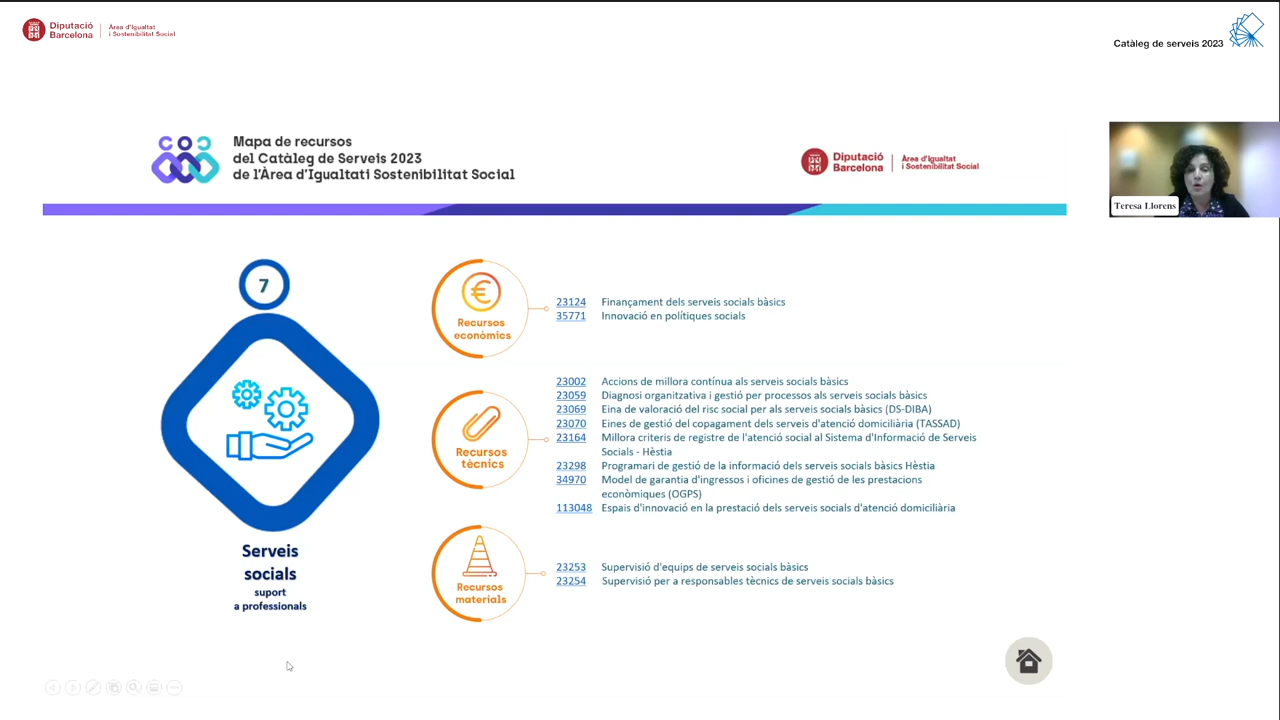 Diputació
Barcelona
Àrea d'Igualtat
i Sostenibilitat Social
Catàleg de serveis 2023
Mapa de recursos
del Catàleg de Serveis 2023
de l'Àrea d'Igualtati Sostenibilitat Social
Diputació
Barcelona
Àrea d'Igualtat
i Sostenibilitat Social
Teresa Llorens
7
Serveis
socials
suport
a professionals
Recursos
econòmics
23124 Finançament dels serveis socials bàsics
35771 Innovació en polítiques socials
Recursos
tècnics
23002 Accions de millora contínua als serveis socials bàsics
23059 Diagnosi organitzativa i gestió per processos als serveis socials bàsics
23069 Eina de valoració del risc social per als serveis socials bàsics (DS-DIBA)
23070 Eines de gestió del copagament dels serveis d'atenció domiciliària (TASSAD)
23164 Millora criteris de registre de l'atenció social al Sistema d'Informació de Serveis
Socials - Hèstia
23298 Programari de gestió de la informació dels serveis socials bàsics Hèstia
34970 Model de garantia d'ingressos i oficines de gestió de les prestacions
econòmiques (OGPS)
113048 Espais d'innovació en la prestació dels serveis socials d'atenció domiciliària
Recursos
materials
23253 Supervisió d'equips de serveis socials bàsics
23254 Supervisió per a responsables tècnics de serveis socials bàsics